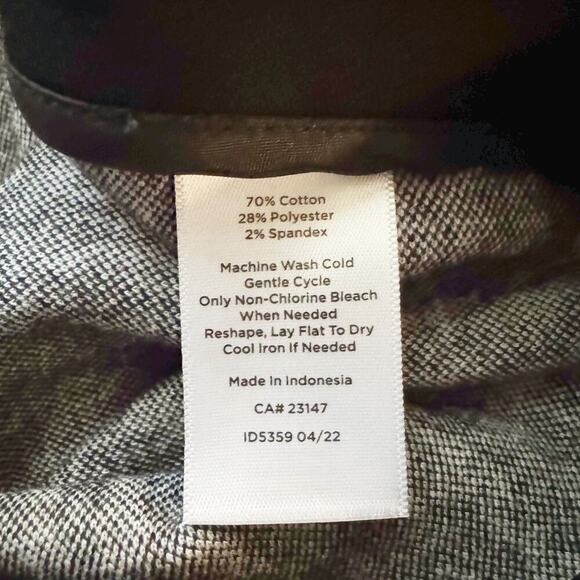 70% Cotton
28% Polyester
2% Spandex
Machine Wash Cold
Gentle Cycle
Only Non-Chlorine Bleach
When Needed
Reshape, Lay Flat To Dry
Cool Iron If Needed
Made In Indonesia
CA# 23147
ID5359 04/22